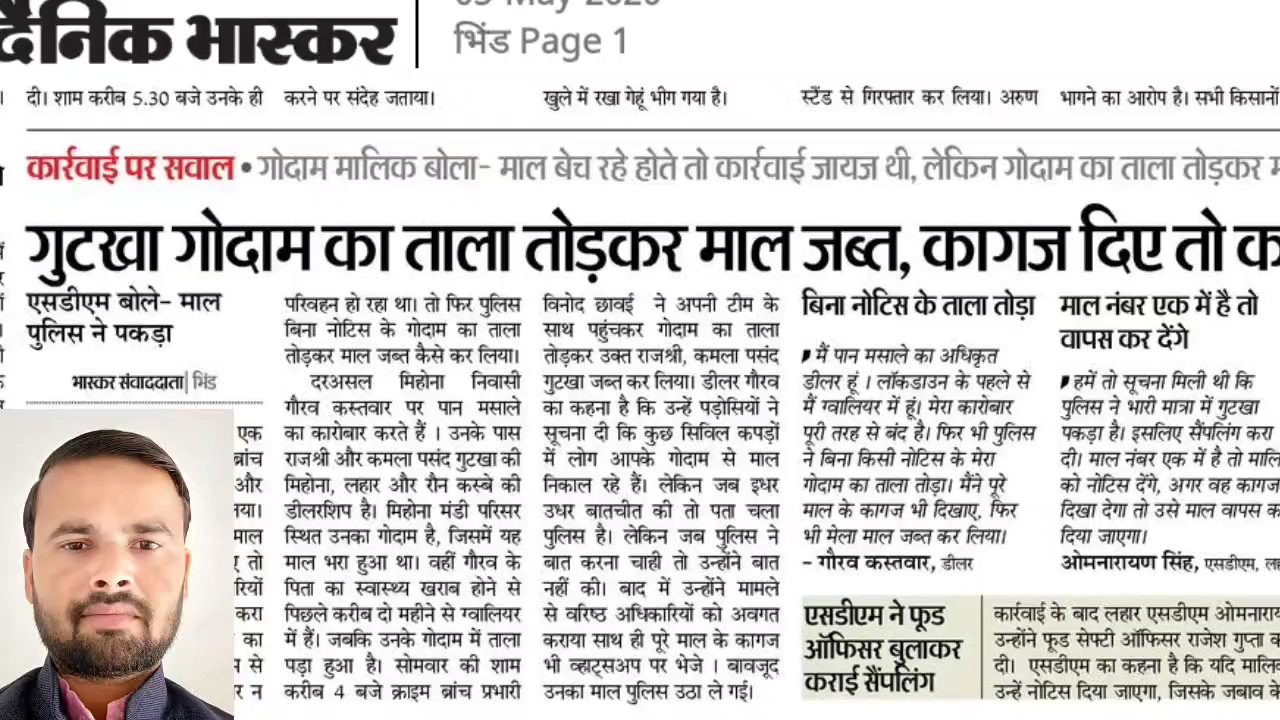 दैनिक भास्कर
भिंड Page 1
दी। शाम करीब 5.30 बजे उनके ही
करने पर संदेह जताया।
खुले में रखा गेहूं भीग गया है।
स्टैंड से गिरफ्तार कर लिया। अरुण
भागने का आरोप है। सभी किसानों
कार्रवाई पर सवाल • गोदाम मालिक बोला- माल बेच रहे होते तो कार्रवाई जायज थी, लेकिन गोदाम का ताला तोड़कर
गुटखा गोदाम का ताला तोड़कर माल जब्त, कागज दिए तो
एसडीएम बोले- माल
पुलिस ने पकड़ा
भास्कर संवाददाता | भिंड
एक
और
माल
तो
करा
का
से
न
परिवहन हो रहा था। तो फिर पुलिस
बिना नोटिस के गोदाम का ताला
तोड़कर माल जब्त कैसे कर लिया।
दरअसल मिहोना निवासी
गौरव कस्तवार पर पान मसाले
का कारोबार करते हैं । उनके पास
राजश्री और कमला पसंद गुटखा की
मिहोना, लहार और रौन कस्बे की
डीलरशिप है। मिहोना मंडी परिसर
स्थित उनका गोदाम है, जिसमें यह
माल भरा हुआ था। वहीं गौरव के
पिता का स्वास्थ्य खराब होने से
पिछले करीब दो महीने से ग्वालियर
में हैं। जबकि उनके गोदाम में ताला
पड़ा हुआ है। सोमवार की शाम
करीब 4 बजे क्राइम ब्रांच प्रभारी
विनोद छावई ने अपनी टीम के
साथ पहुंचकर गोदाम का ताला
तोड़कर उक्त राजश्री, कमला पसंद
गुटखा जब्त कर लिया। डीलर गौरव
का कहना है कि उन्हें पड़ोसियों ने
सूचना दी कि कुछ सिविल कपड़ों
में लोग आपके गोदाम से माल
निकाल रहे हैं। लेकिन जब इधर
उधर बातचीत की तो पता चला
पुलिस है। लेकिन जब पुलिस ने
बात करना चाही तो उन्होंने बात
नहीं की। बाद में उन्होंने मामले
से वरिष्ठ अधिकारियों को अवगत
कराया साथ ही पूरे माल के कागज
भी व्हाट्सअप पर भेजे । बावजूद
उनका माल पुलिस उठा ले गई।
बिना नोटिस के ताला तोड़ा
मैं पान मसाले का अधिकृत
डीलर हूं । लॉकडाउन के पहले से
मैं ग्वालियर में हूं। मेरा कारोबार
पूरी तरह से बंद है। फिर भी पुलिस
ने बिना किसी नोटिस के मेरा
गोदाम का ताला तोड़ा। मैंने पूरे
माल के कागज भी दिखाए, फिर
भी मेला माल जब्त कर लिया।
- गौरव कस्तवार, डीलर
माल नंबर एक में है तो
वापस कर देंगे
हमें तो सूचना मिली थी कि
पुलिस ने भारी मात्रा में गुटखा
पकड़ा है। इसलिए सैंपलिंग करा
दी। माल नंबर एक में है तो
को नोटिस देंगे, अगर वह कागज
दिखा देगा तो उसे माल वापस
दिया जाएगा।
ओमनारायण सिंह, एसडीएम,
एसडीएम ने फूड
ऑफिसर बुलाकर
कराई सैंपलिंग
कार्रवाई के बाद लहार एसडीएम
उन्होंने फूड सेफ्टी ऑफिसर राजेश गुप्ता
दी। एसडीएम का कहना है कि यदि
उन्हें नोटिस दिया जाएगा, जिसके जवाब